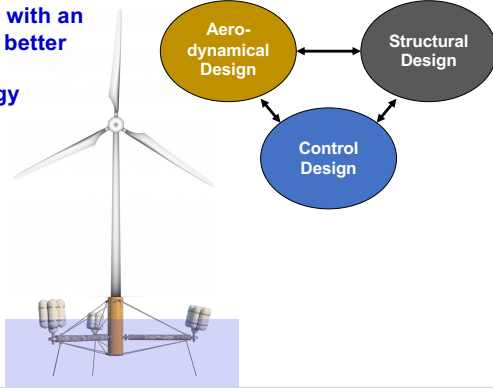 with an
better
gy
Aero-
dynamical
Design
Structural
Design
Control
Design